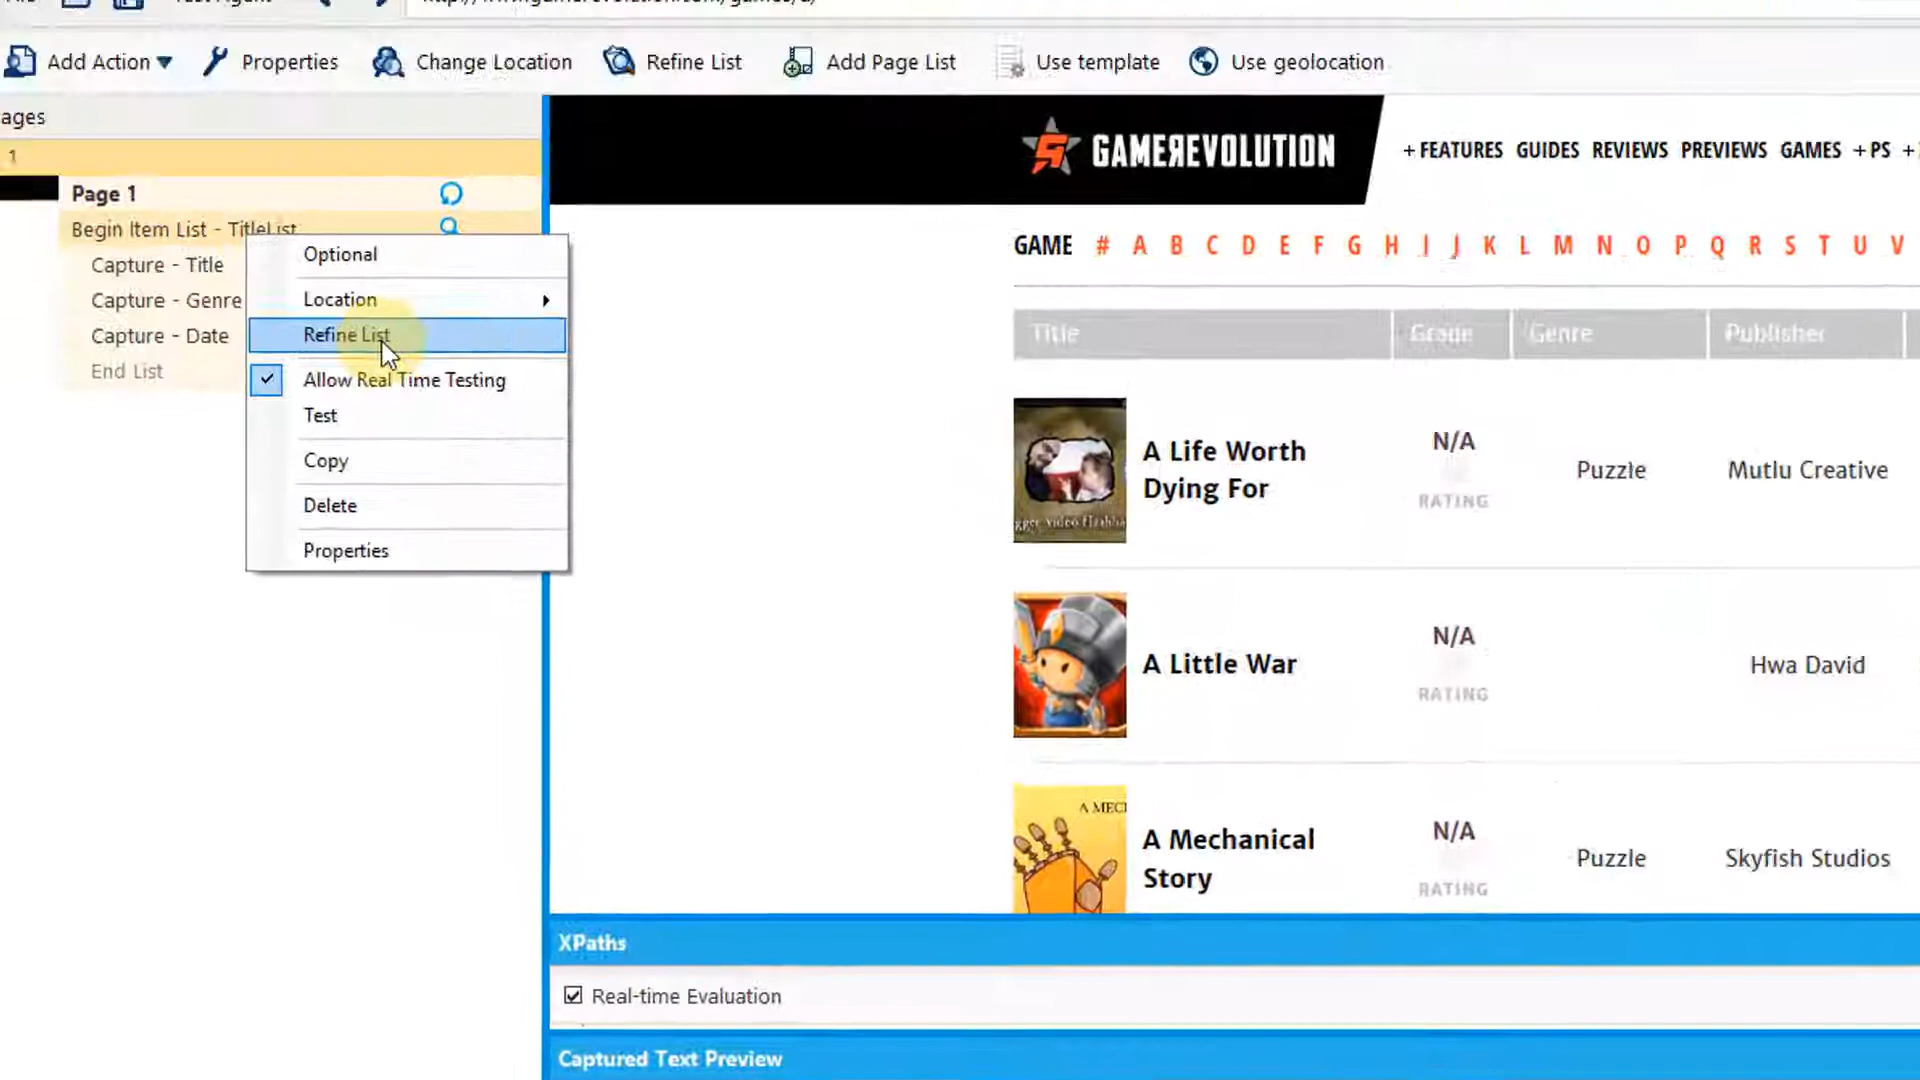 Add Action Properties Change Location Refine List Add Page List Use template Use geolocation
ages
1
Page 1
Begin Item List - TitleList
Capture - Title
Capture - Genre
Capture - Date
End List
Optional
Location
Refine List
Allow Real Time Testing
Test
Copy
Delete
Properties
GAMEREVOLUTION
+ FEATURES GUIDES REVIEWS PREVIEWS GAMES + PS +
GAME # A B C D E F G H I J K L M N O P Q R S T U V
Title Grade Genre Publisher
A Life Worth
Dying For
N/A
RATING
Puzzle
Mutlu Creative
A Little War
N/A
RATING
Hwa David
A MEC
A Mechanical
Story
N/A
RATING
Puzzle
Skyfish Studios
XPaths
Real-time Evaluation
Captured Text Preview